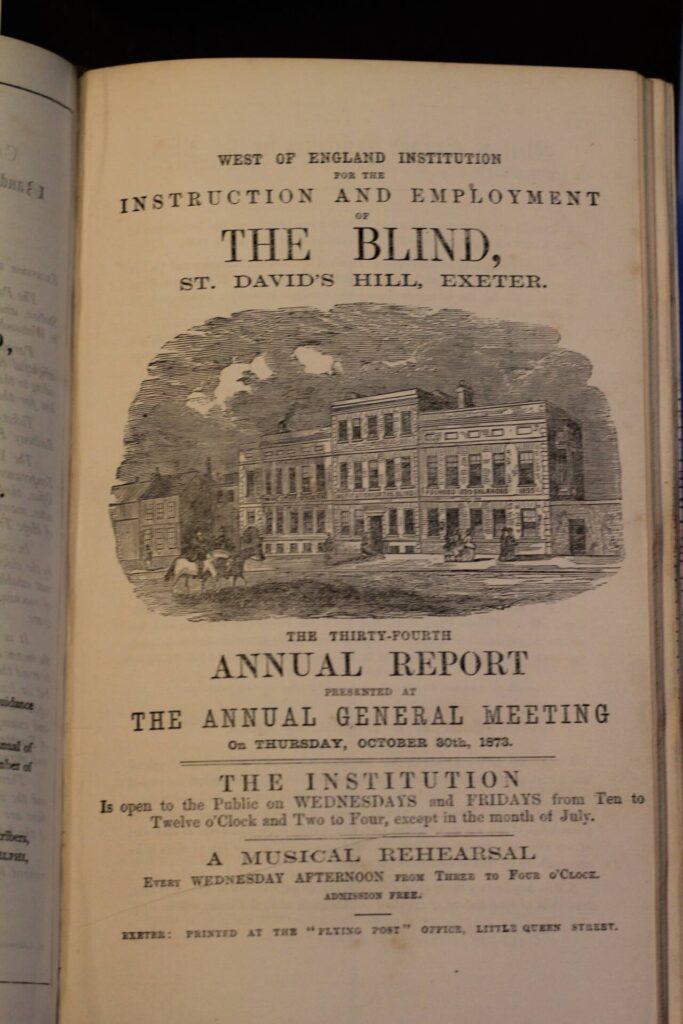 WEST OF ENGLAND INSTITUTION
FOR THE
INSTRUCTION AND EMPLOYMENT
OF
THE BLIND,
ST. DAVID'S HILL, EXETER.
THE THIRTY-FOURTH
ANNUAL REPORT
PRESENTED AT
THE ANNUAL GENERAL MEETING
On THURSDAY, OCTOBER 30th, 1873.
THE INSTITUTION
Is open to the Public on WEDNESDAYS and FRIDAYS from Ten to
Twelve o'Clock and Two to Four, except in the month of July.
A MUSICAL REHEARSAL
EVERY WEDNESDAY AFTERNOON FROM THREE TO FOUR O'CLOCK.
ADMISSION FREE.
EXETER: PRINTED AT THE "FLYING POST" OFFICE, LITTLE QUEEN STREET.